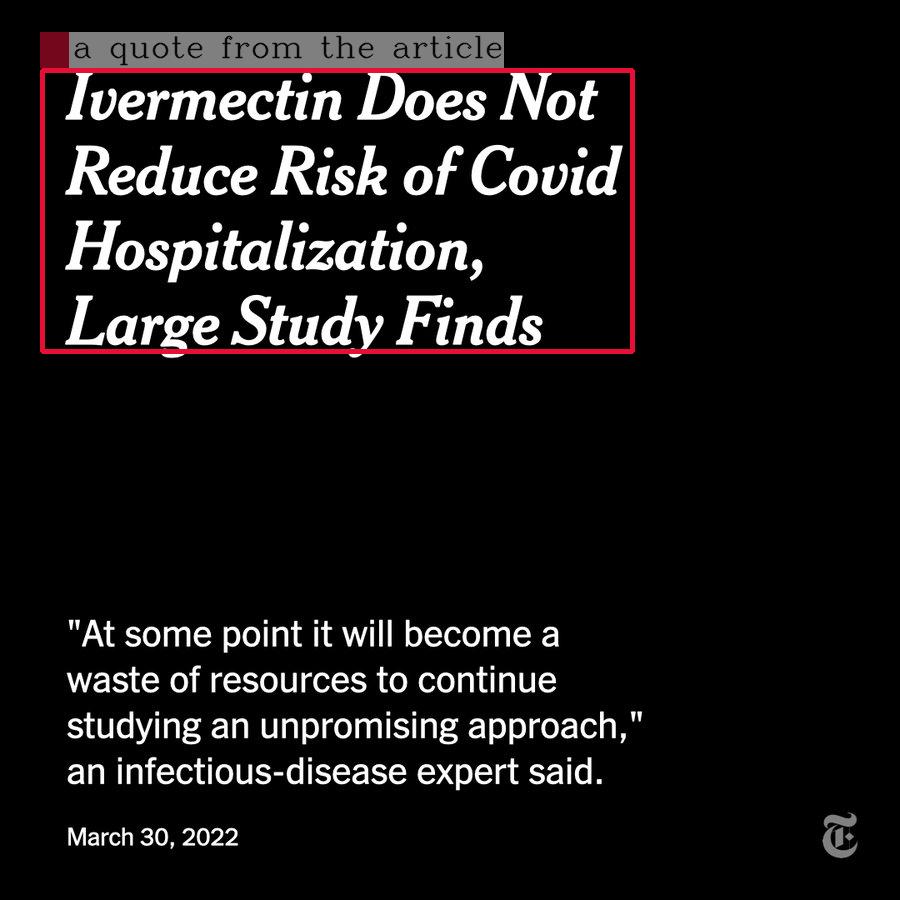 a quote from the article
Ivermectin Does Not
Reduce Risk of Covid
Hospitalization,
Large Study Finds
"At some point it will become a
waste of resources to continue
studying an unpromising approach,"
an infectious-disease expert said.
March 30, 2022
T